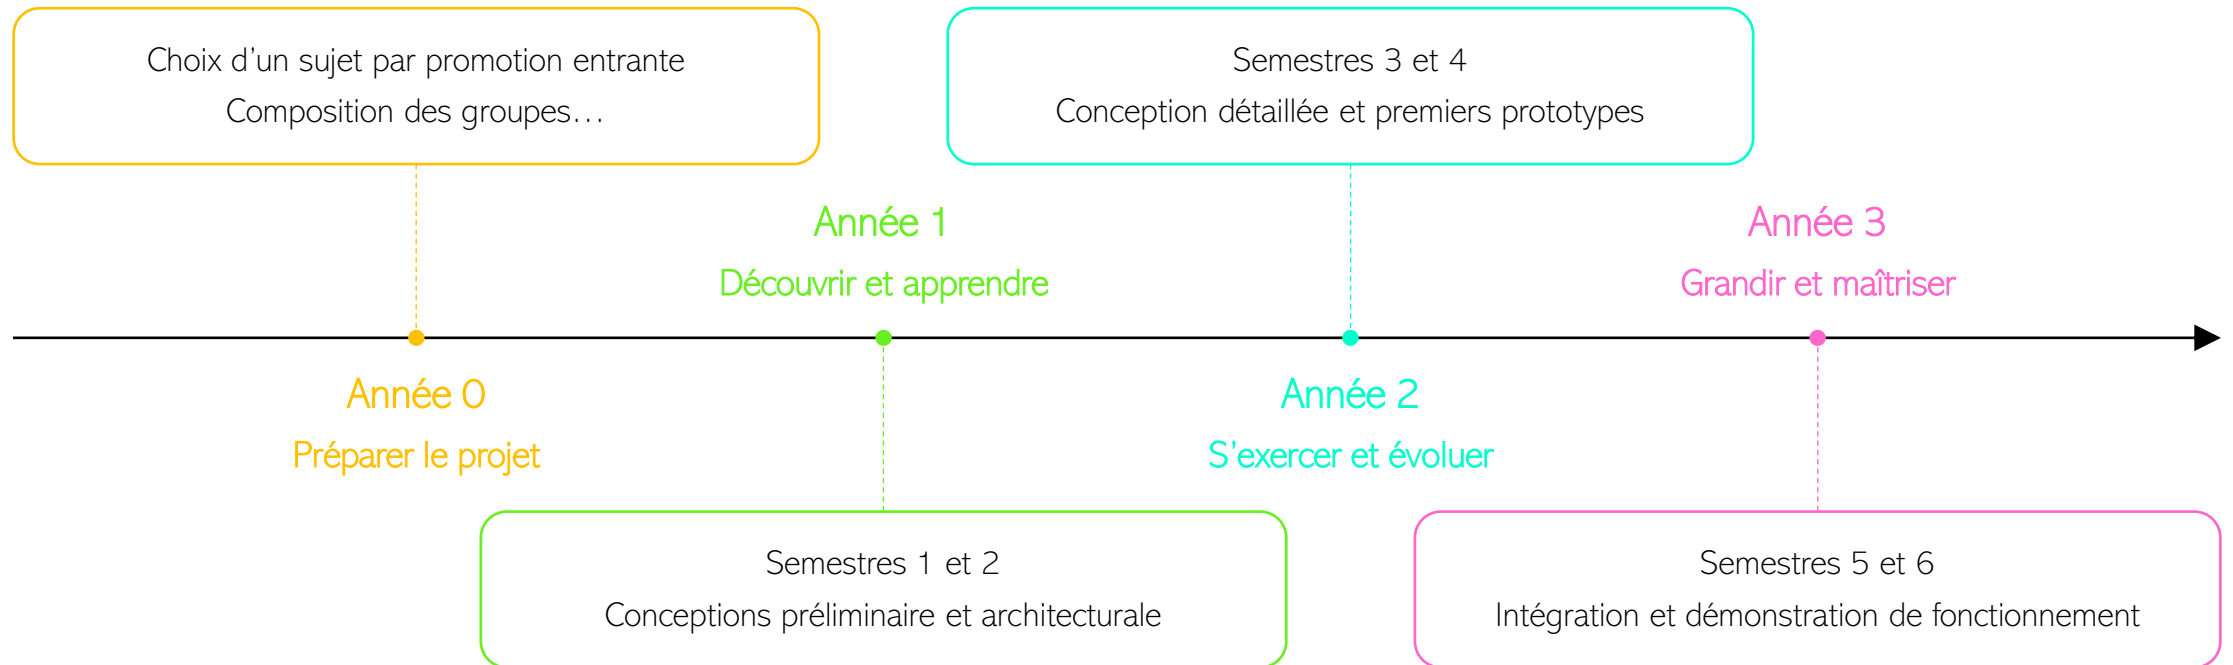 Choix d’un sujet par promotion entrante
Composition des groupes…
Semestres 3 et 4
Conception détaillée et premiers prototypes
Année 1
Découvrir et apprendre
Année 3
Grandir et maîtriser
Année 0
Préparer le projet
Année 2
S’exercer et évoluer
Semestres 1 et 2
Conceptions préliminaire et architecturale
Semestres 5 et 6
Intégration et démonstration de fonctionnement